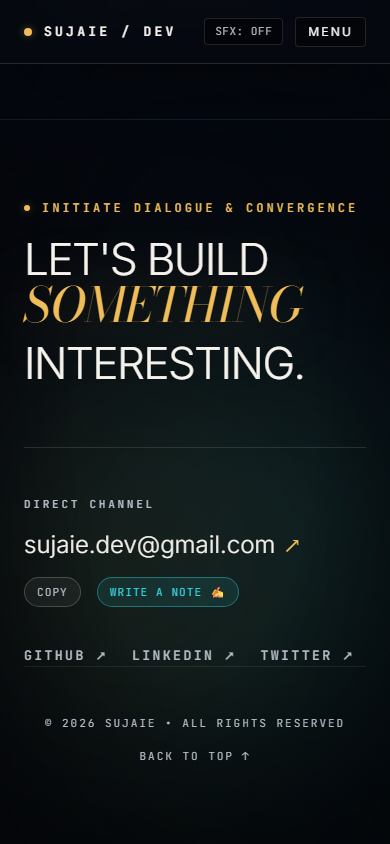 SUJAIE / DEV
SFX: OFF
MENU
INITIATE DIALOGUE & CONVERGENCE
LET'S BUILD
SOMETHING
INTERESTING.
DIRECT CHANNEL
sujaie.dev@gmail.com ↗
COPY
WRITE A NOTE ✍️
GITHUB ↗ LINKEDIN ↗ TWITTER ↗
© 2026 SUJAIE • ALL RIGHTS RESERVED
BACK TO TOP ↑